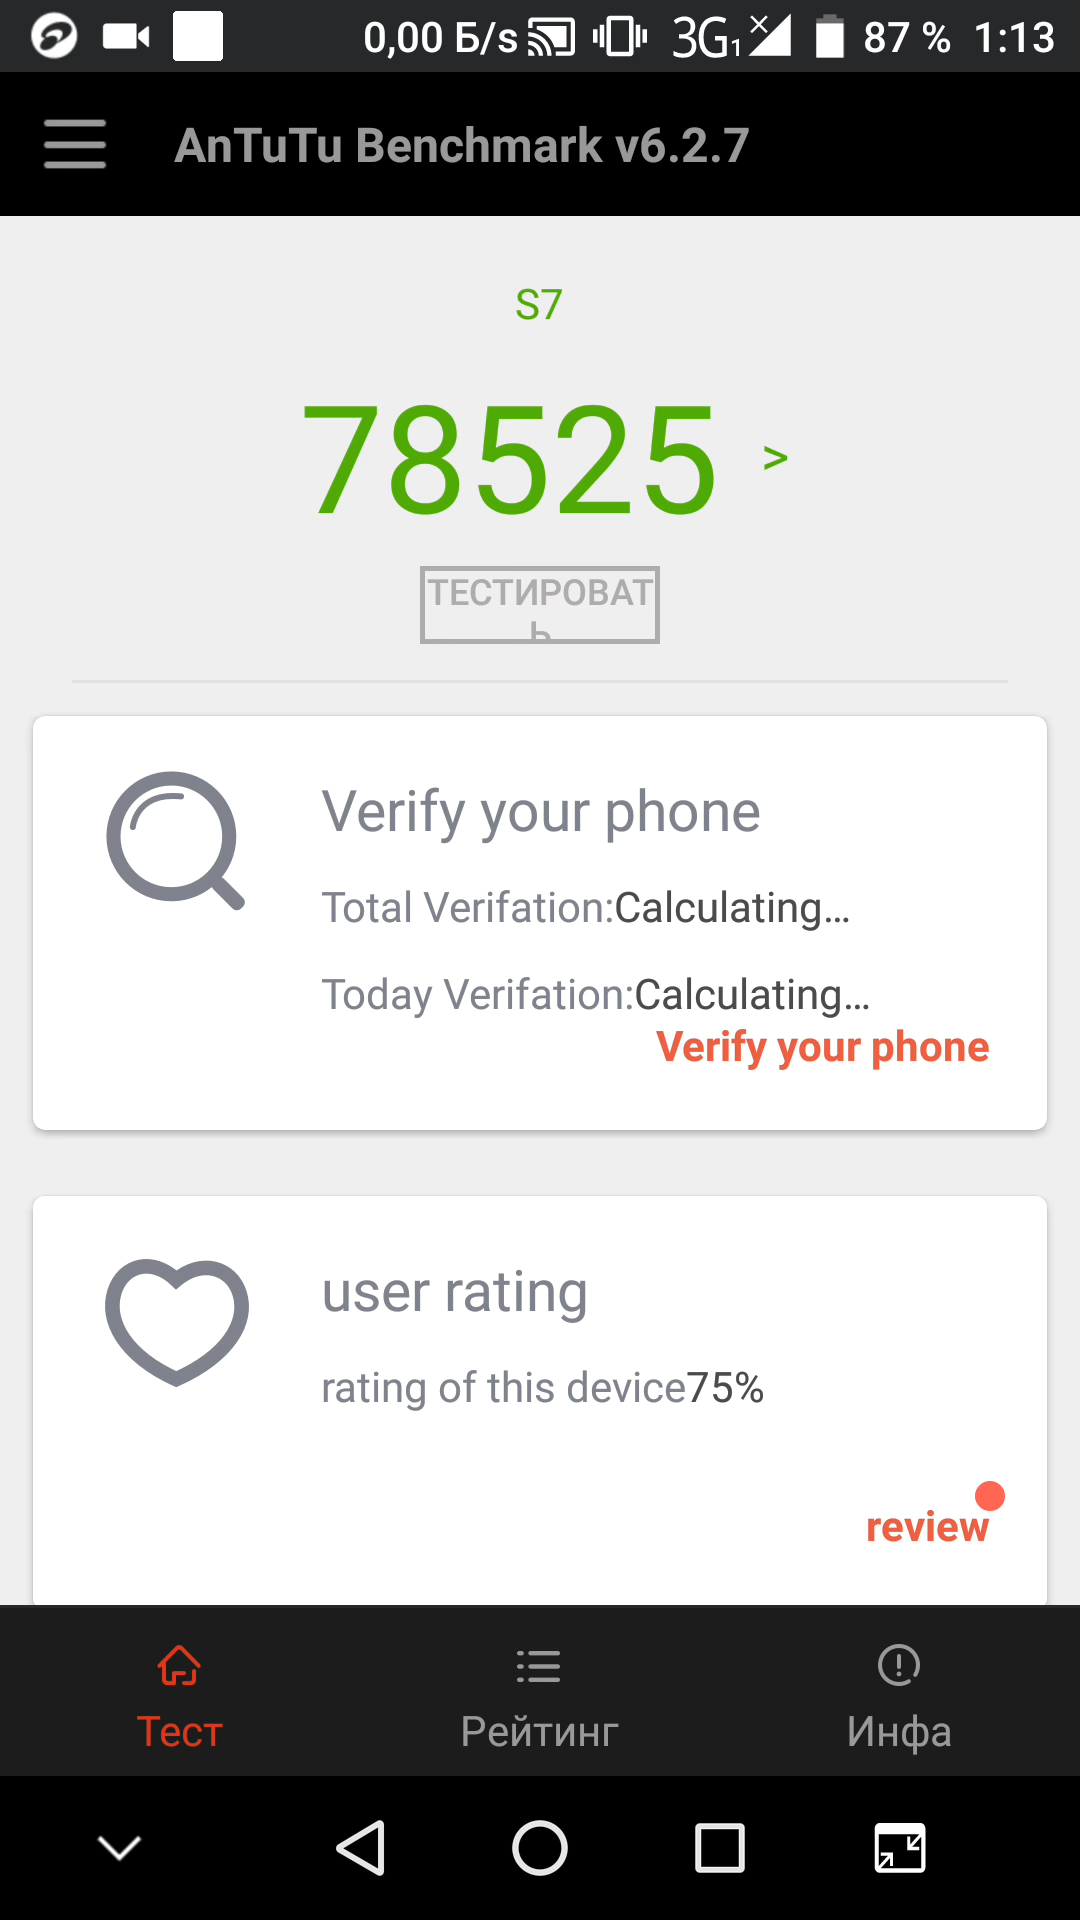 0,00 Б/s 3G 1 87 % 1:13
AnTuTu Benchmark v6.2.7
S7
78525 >
ТЕСТИРОВАТ
Ь
Verify your phone
Total Verifation:Calculating...
Today Verifation:Calculating...
Verify your phone
user rating
rating of this device75%
review
Тест Рейтинг Инфа